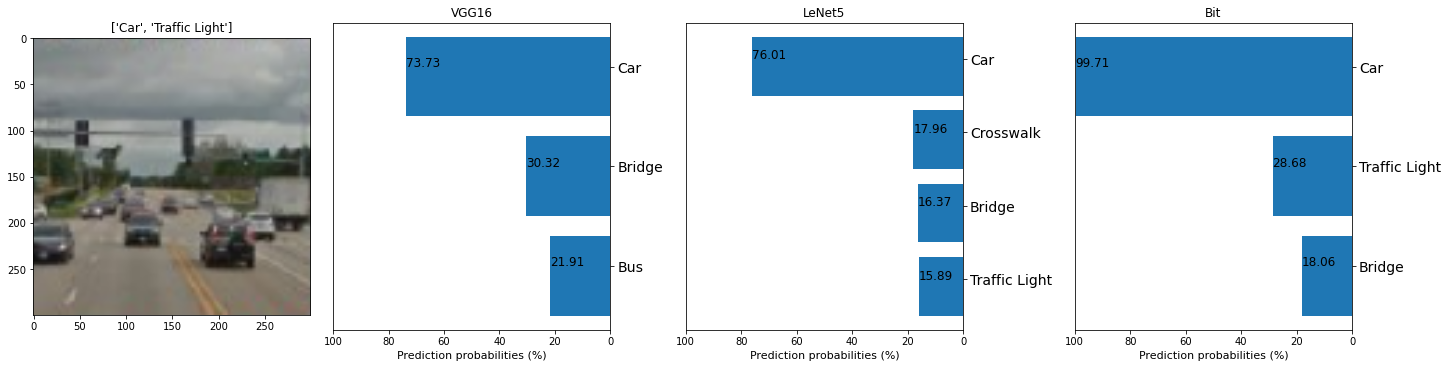 ['Car', 'Traffic Light']
0
50
100
150
200
250
0 50 100 150 200 250
VGG16
73.73 Car
30.32 Bridge
21.91 Bus
100 80 60 40 20 0
Prediction probabilities (%)
LeNet5
76.01 Car
17.96 Crosswalk
16.37 Bridge
15.89 Traffic Light
100 80 60 40 20 0
Prediction probabilities (%)
Bit
99.71 Car
28.68 Traffic Light
18.06 Bridge
100 80 60 40 20 0
Prediction probabilities (%)